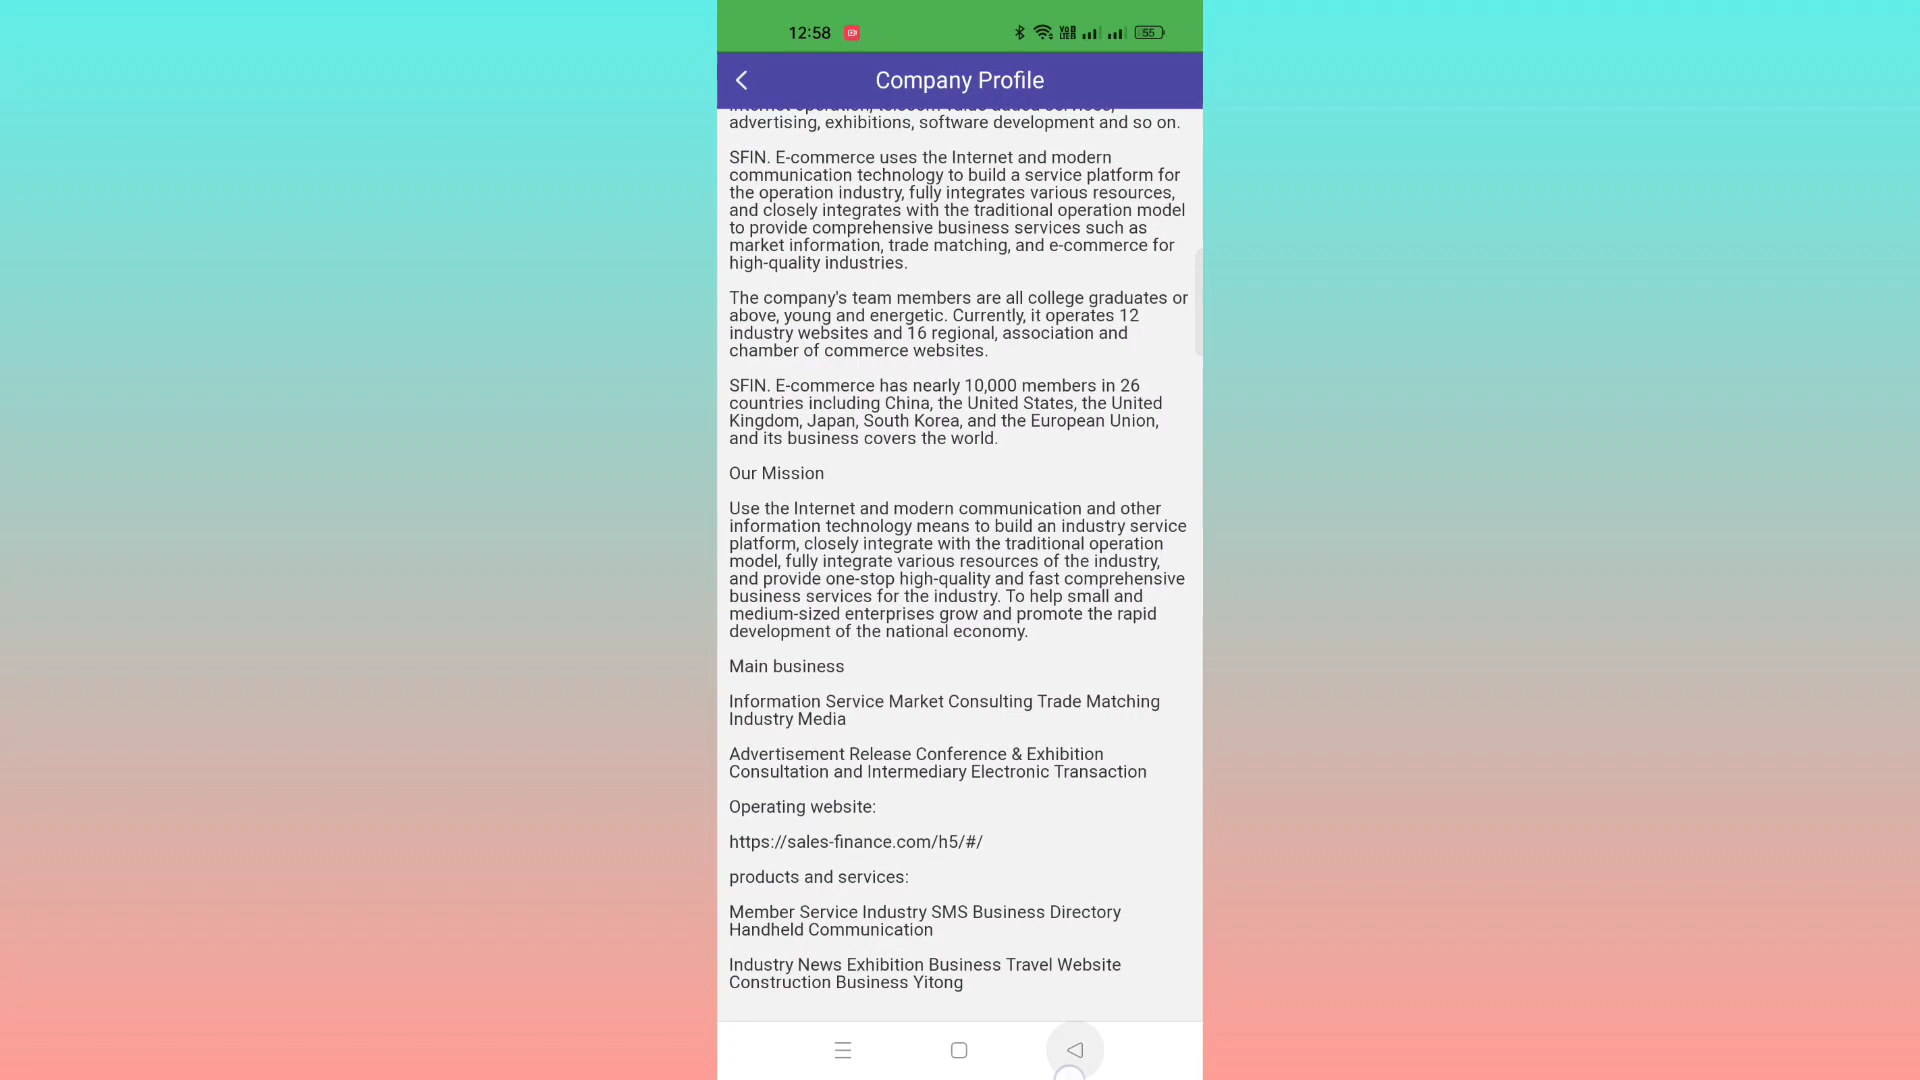 12:58
VoD LTE 55
Company Profile
internet operation, telecom value-added services,
advertising, exhibitions, software development and so on.
SFIN. E-commerce uses the Internet and modern
communication technology to build a service platform for
the operation industry, fully integrates various resources,
and closely integrates with the traditional operation model
to provide comprehensive business services such as
market information, trade matching, and e-commerce for
high-quality industries.
The company's team members are all college graduates or
above, young and energetic. Currently, it operates 12
industry websites and 16 regional, association and
chamber of commerce websites.
SFIN. E-commerce has nearly 10,000 members in 26
countries including China, the United States, the United
Kingdom, Japan, South Korea, and the European Union,
and its business covers the world.
Our Mission
Use the Internet and modern communication and other
information technology means to build an industry service
platform, closely integrate with the traditional operation
model, fully integrate various resources of the industry,
and provide one-stop high-quality and fast comprehensive
business services for the industry. To help small and
medium-sized enterprises grow and promote the rapid
development of the national economy.
Main business
Information Service Market Consulting Trade Matching
Industry Media
Advertisement Release Conference & Exhibition
Consultation and Intermediary Electronic Transaction
Operating website:
https://sales-finance.com/h5/#/
products and services:
Member Service Industry SMS Business Directory
Handheld Communication
Industry News Exhibition Business Travel Website
Construction Business Yitong